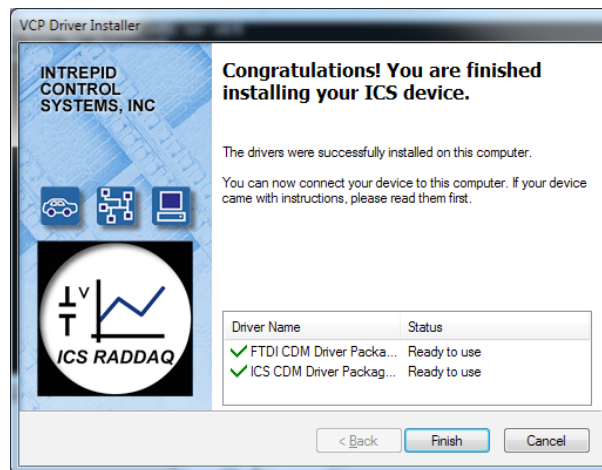 VCP Driver Installer
INTREPID
CONTROL
SYSTEMS, INC
Congratulations! You are finished
installing your ICS device.
The drivers were successfully installed on this computer.
You can now connect your device to this computer. If your device
came with instructions, please read them first.
V
T
ICS RADDAQ
Driver Name Status
FTDI CDM Driver Packa... Ready to use
ICS CDM Driver Packag... Ready to use
< Back Finish Cancel